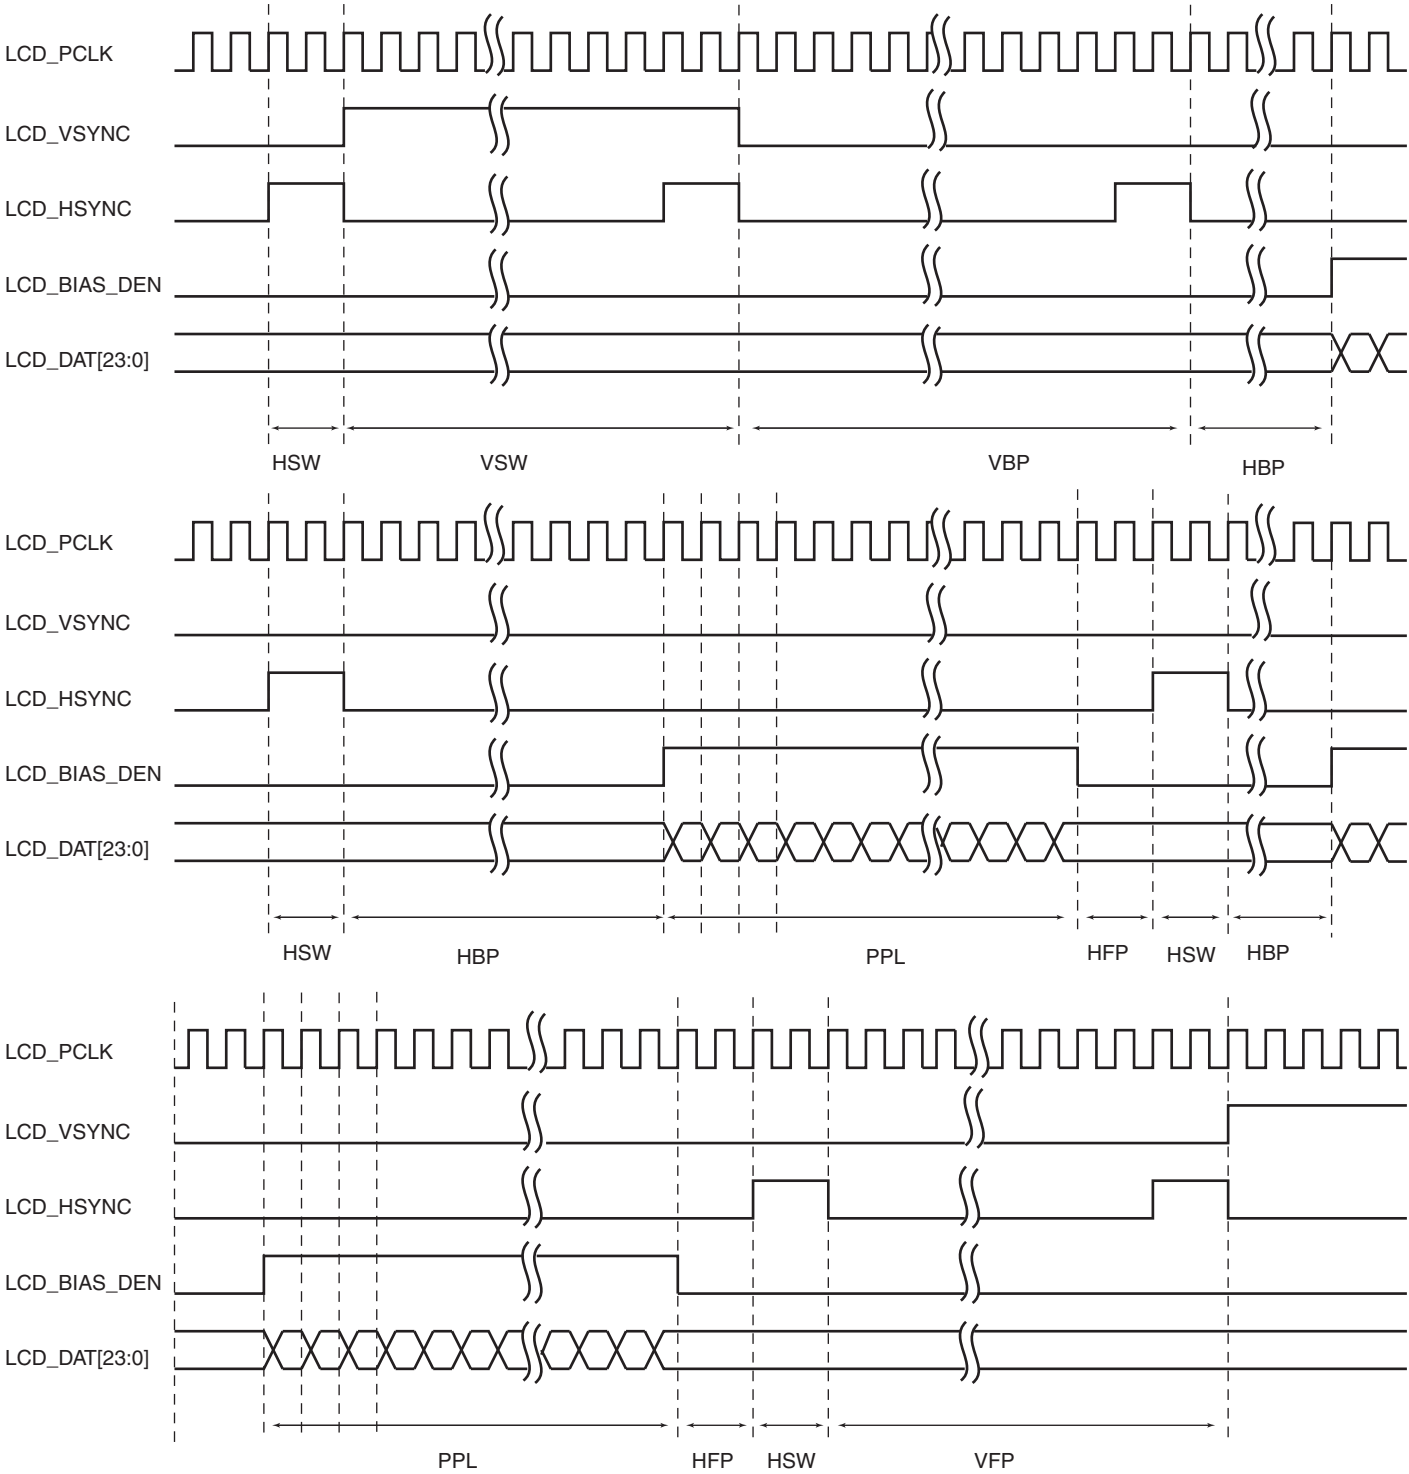 LCD_PCLK
LCD_VSYNC
LCD_HSYNC
LCD_BIAS_DEN
LCD_DAT[23:0]
HSW VSW VBP HBP
LCD_PCLK
LCD_VSYNC
LCD_HSYNC
LCD_BIAS_DEN
LCD_DAT[23:0]
HSW HBP PPL HFP HSW HBP
LCD_PCLK
LCD_VSYNC
LCD_HSYNC
LCD_BIAS_DEN
LCD_DAT[23:0]
PPL HFP HSW VFP